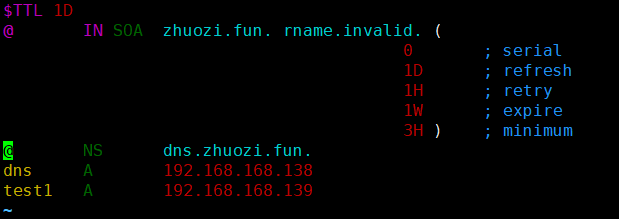 $TTL 1D
@       IN SOA  zhuozi.fun. rname.invalid. (
                                        0       ; serial
                                        1D      ; refresh
                                        1H      ; retry
                                        1W      ; expire
                                        3H )    ; minimum
@       NS      dns.zhuozi.fun.
dns     A       192.168.168.138
test1   A       192.168.168.139
~